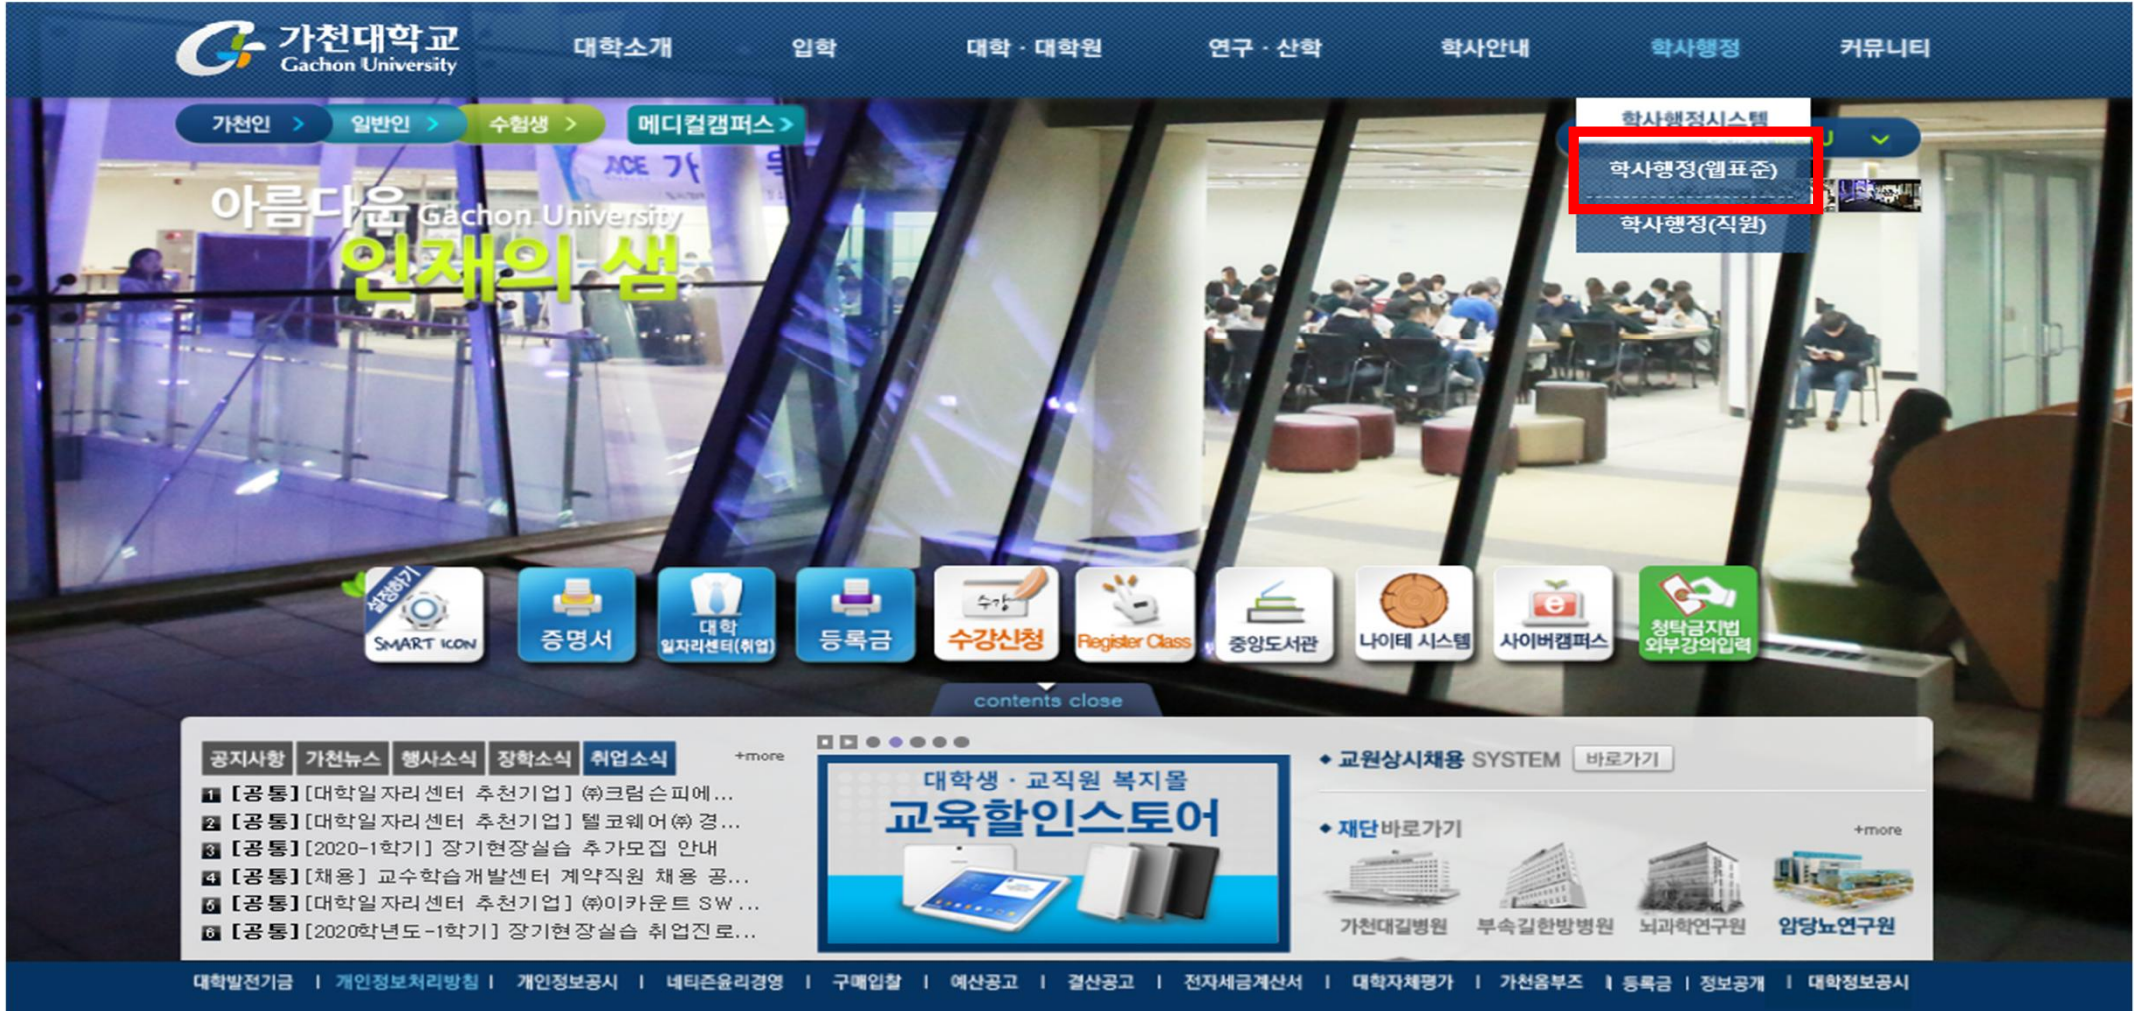 가천대학교
Gachon University
대학소개
입학
대학 · 대학원
연구 · 산학
학사안내
학사행정
커뮤니티
가천인 >
일반인 >
수험생 >
메디컬캠퍼스 >
학사행정시스템
U
학사행정(웹표준)
학사행정(직원)
ACE 가
아름다운 Gachon University
인재의 샘
설정하기
SMART ICON
증명서
대학
일자리센터(취업)
등록금
수강
수강신청
Register Class
중앙도서관
나이테 시스템
e
사이버캠퍼스
청탁금지법
외부강의입력
contents close
공지사항
가천뉴스
행사소식
장학소식
취업소식
+more
1 [공통] [대학일자리센터 추천기업] ㈜크림슨피에...
2 [공통] [대학일자리센터 추천기업] 텔코웨어㈜ 경...
3 [공통] [2020-1학기] 장기현장실습 추가모집 안내
4 [공통] [채용] 교수학습개발센터 계약직원 채용 공...
5 [공통] [대학일자리센터 추천기업] ㈜이카운트 SW...
6 [공통] [2020학년도-1학기] 장기현장실습 취업진로...
대학생 · 교직원 복지몰
교육할인스토어
교원상시채용 SYSTEM 바로가기
재단 바로가기
+more
가천대길병원
부속길한방병원
뇌과학연구원
암당뇨연구원
대학발전기금 | 개인정보처리방침 | 개인정보공시 | 네티즌윤리경영 | 구매입찰 | 예산공고 | 결산공고 | 전자세금계산서 | 대학자체평가 | 가천옴부즈 | 등록금 | 정보공개 | 대학정보공시